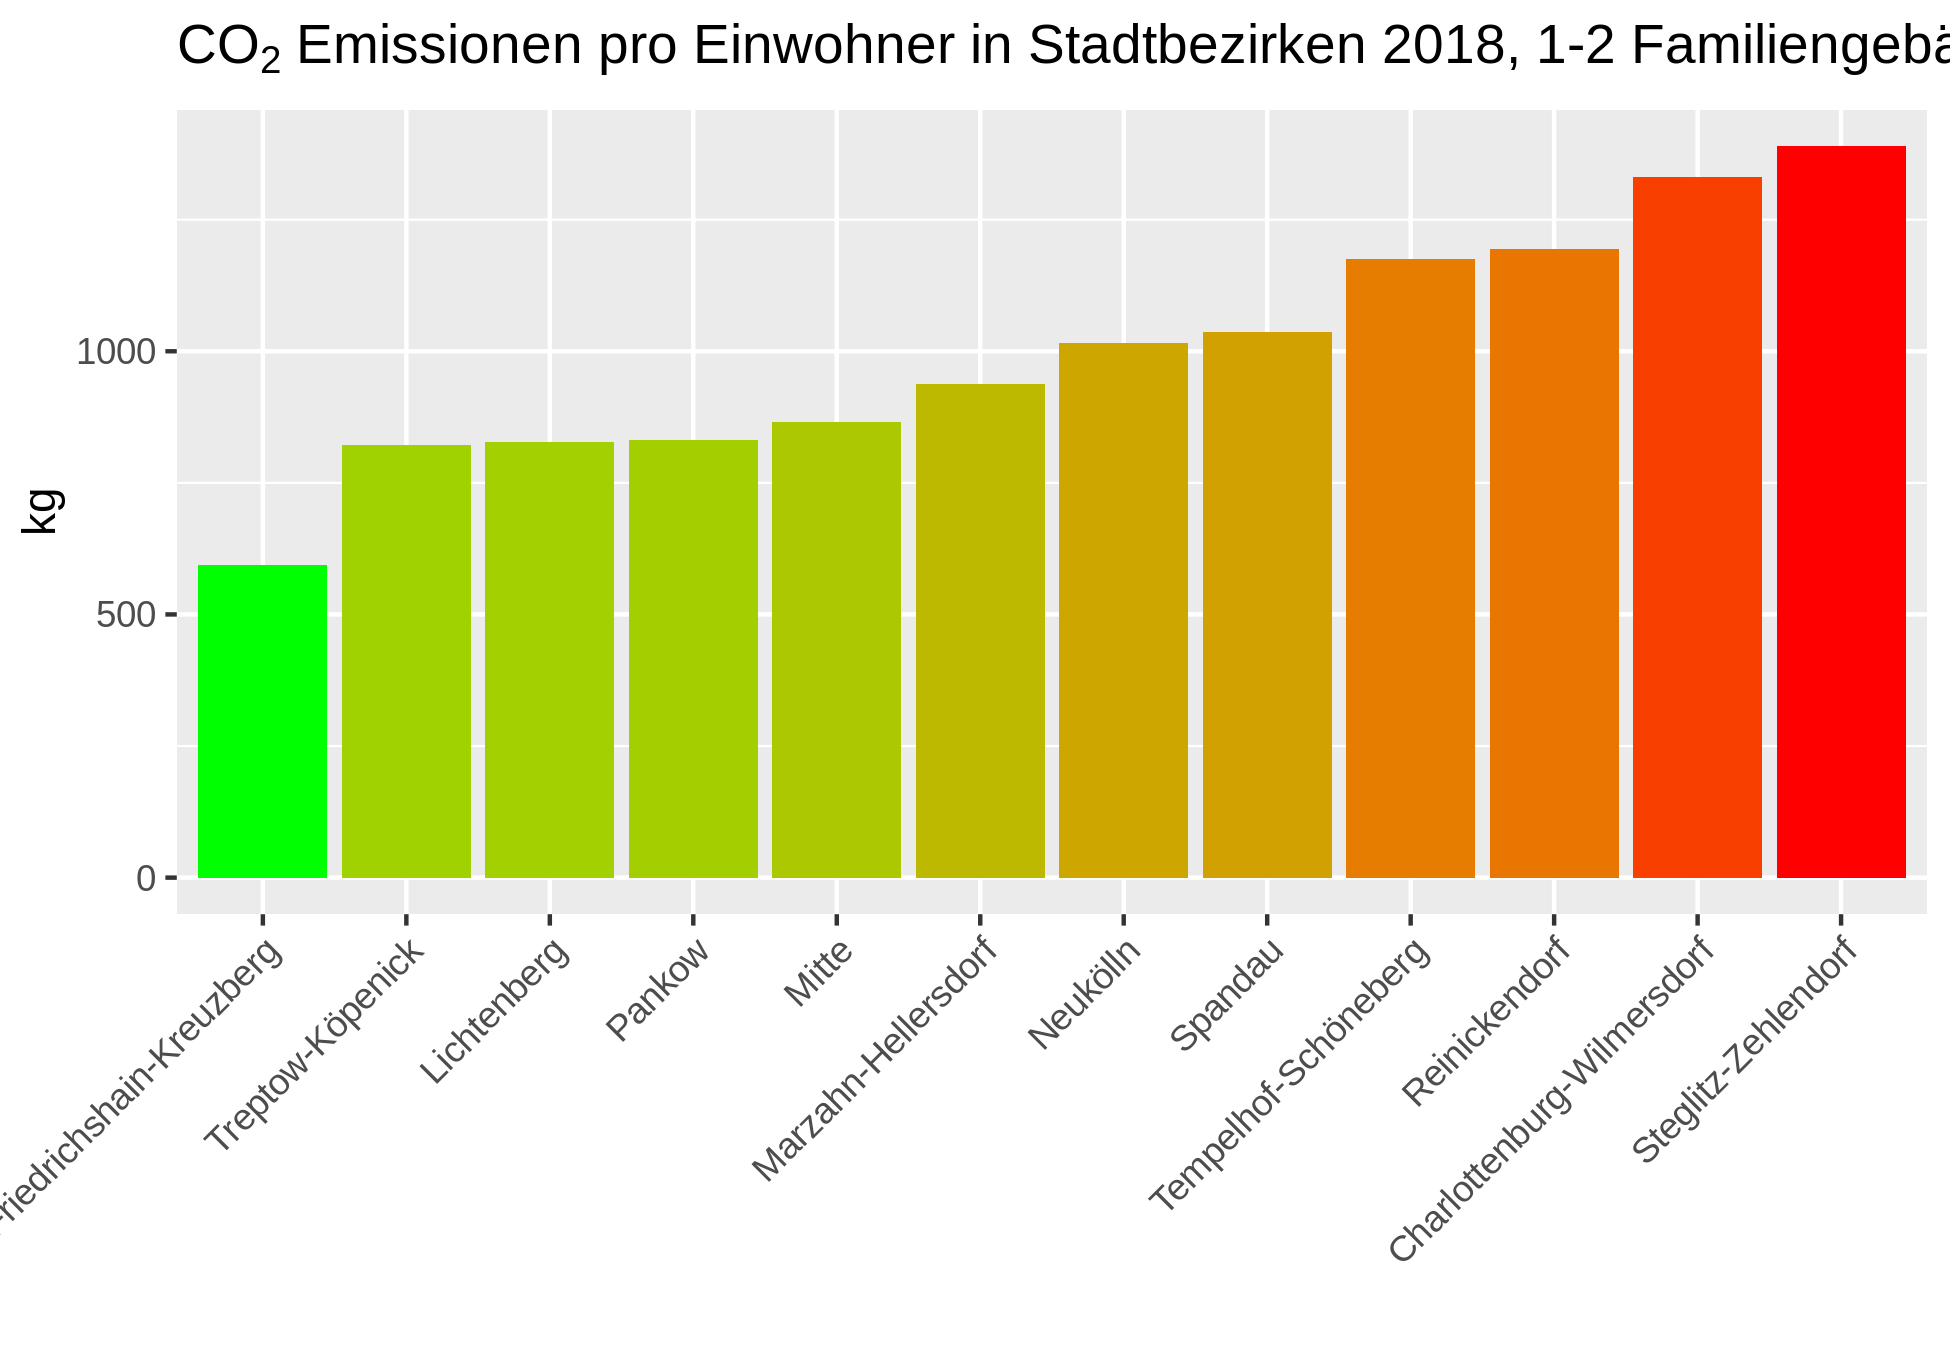 CO₂ Emissionen pro Einwohner in Stadtbezirken 2018, 1-2 Familiengebä
kg
1000
500
0
riedrichshain-Kreuzberg
Treptow-Köpenick
Lichtenberg
Pankow
Mitte
Marzahn-Hellersdorf
Neukölln
Spandau
Tempelhof-Schöneberg
Reinickendorf
Charlottenburg-Wilmersdorf
Steglitz-Zehlendorf